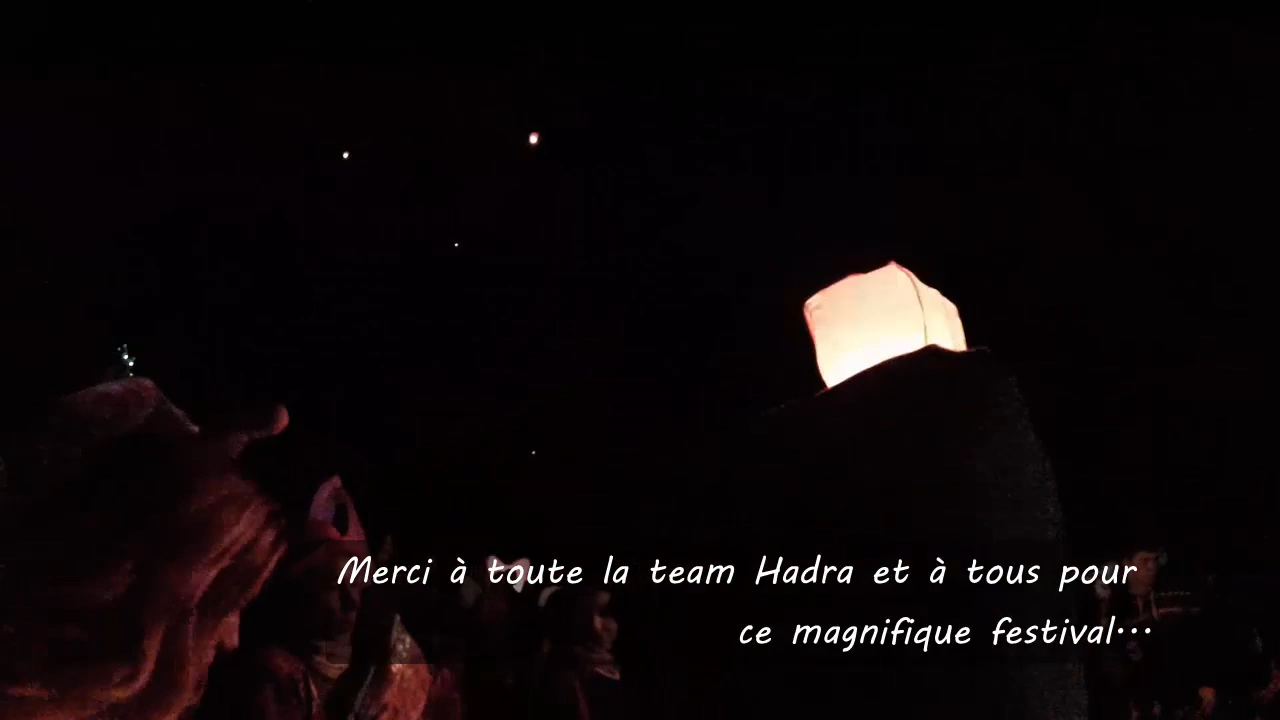 Merci à toute la team Hadra et à tous pour
ce magnifique festival...